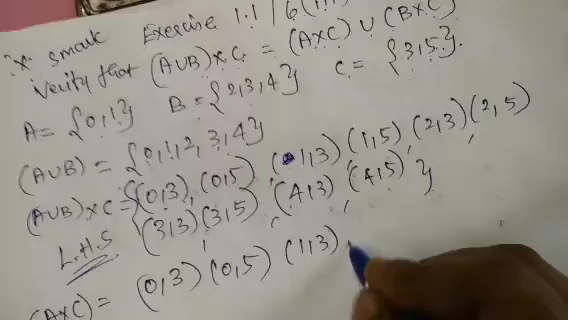 * smark Exercise 1.1 / 6(iii)
Verity that (A∪B)×C = (A×C) ∪ (B×C)
A = {0,1} B = {2,3,4} C = {3,5}.
(A∪B) = {0,1,2,3,4}
(A∪B)×C = {(0,3),(0,5) (1,3) (1,5) (2,3) (2,5)
(3,3) (3,5) (4,3) (4,5) }
L.H.S
(A×C) = (0,3) (0,5) (1,3)